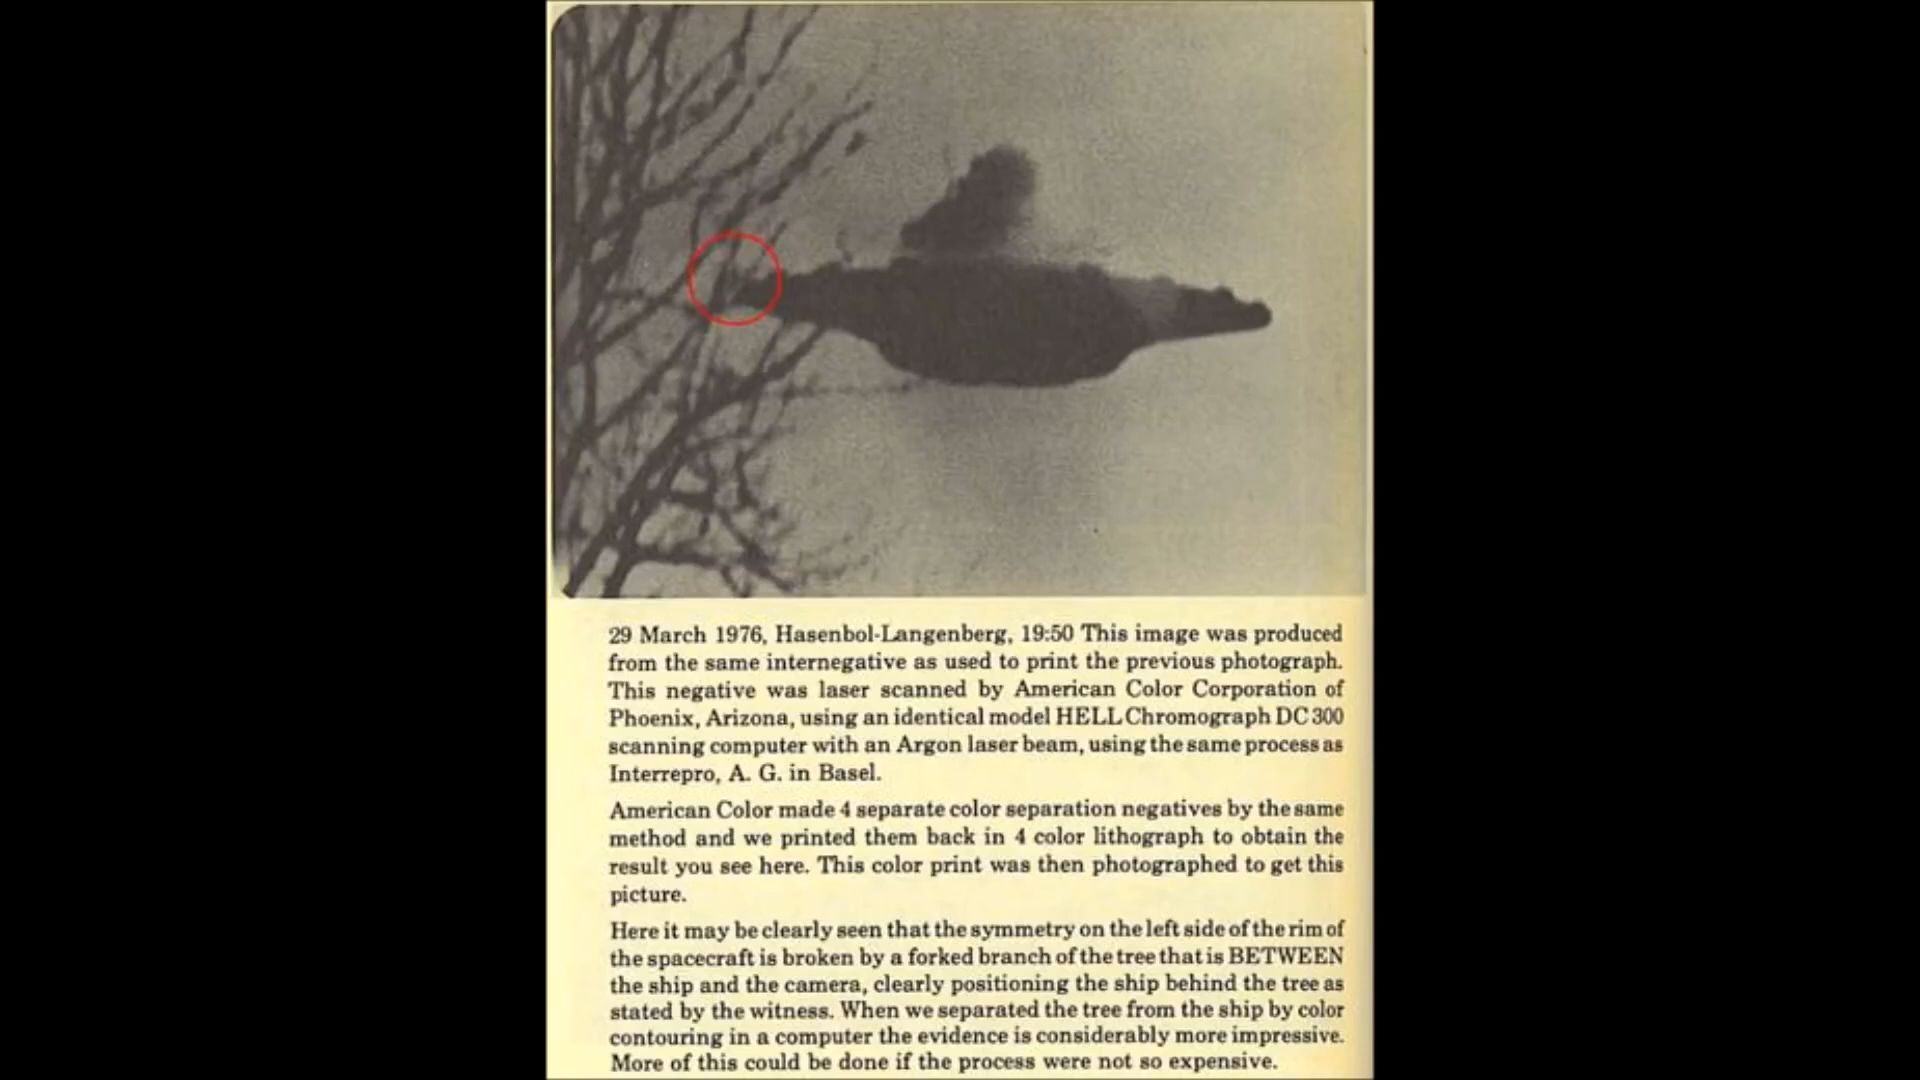 29 March 1976, Hasenbol-Langenberg, 19:50 This image was produced
from the same internegative as used to print the previous photograph.
This negative was laser scanned by American Color Corporation of
Phoenix, Arizona, using an identical model HELL Chromograph DC 300
scanning computer with an Argon laser beam, using the same process as
Interrepro, A. G. in Basel.
American Color made 4 separate color separation negatives by the same
method and we printed them back in 4 color lithograph to obtain the
result you see here. This color print was then photographed to get this
picture.
Here it may be clearly seen that the symmetry on the left side of the rim of
the spacecraft is broken by a forked branch of the tree that is BETWEEN
the ship and the camera, clearly positioning the ship behind the tree as
stated by the witness. When we separated the tree from the ship by color
contouring in a computer the evidence is considerably more impressive.
More of this could be done if the process were not so expensive.